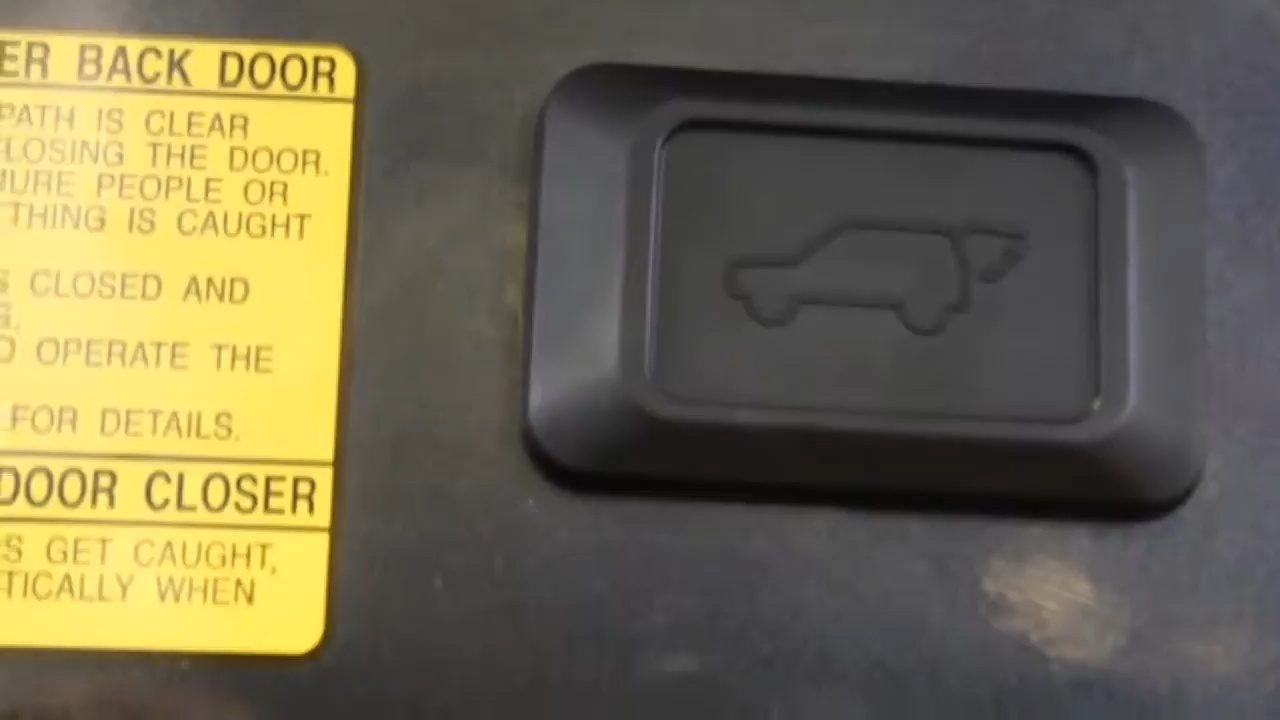 ER BACK DOOR
PATH IS CLEAR
LOSING THE DOOR.
JURE PEOPLE OR
THING IS CAUGHT
S CLOSED AND
G.
O OPERATE THE
FOR DETAILS.
DOOR CLOSER
S GET CAUGHT,
TICALLY WHEN